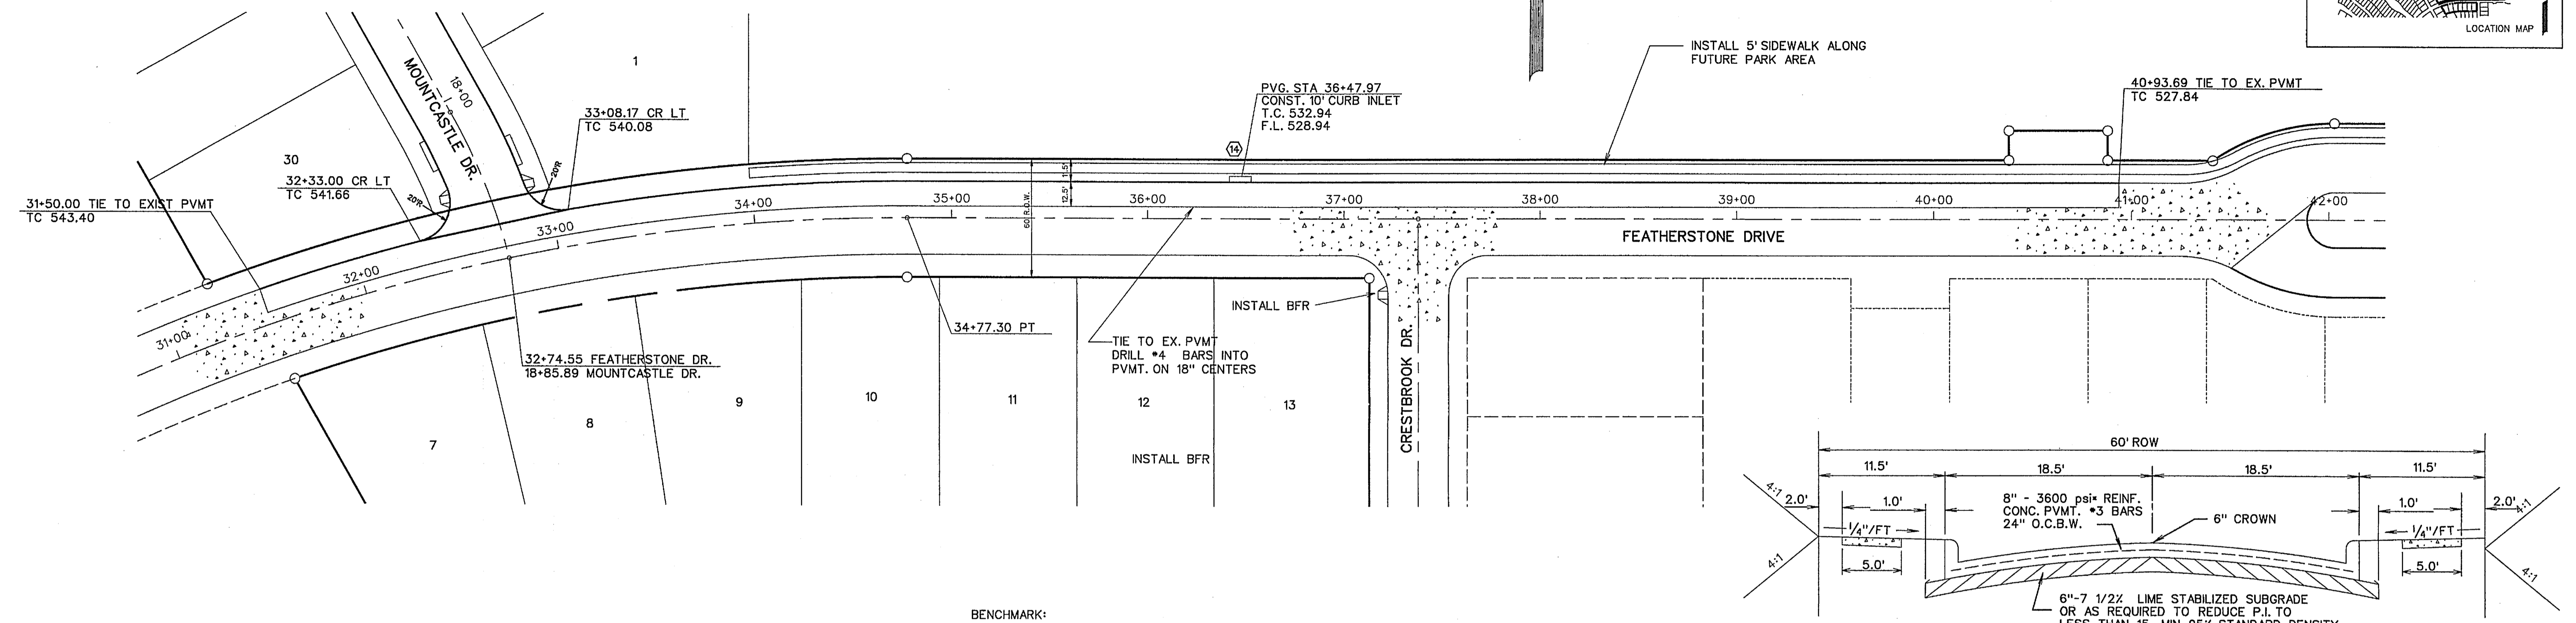 LOCATION MAP
INSTALL 5' SIDEWALK ALONG
FUTURE PARK AREA
1
MOUNTCASTLE DR.
18+00
PVG. STA 36+47.97
CONST. 10' CURB INLET
T.C. 532.94
F.L. 528.94
40+93.69 TIE TO EX. PVMT
TC 527.84
33+08.17 CR LT
TC 540.08
14
30
32+33.00 CR LT
TC 541.66
20'R
20'R
31+50.00 TIE TO EXIST PVMT
TC 543.40
11.5'
12.5'
60' R.O.W.
31+00
32+00
33+00
34+00
35+00
36+00
37+00
38+00
39+00
40+00
41+00
42+00
FEATHERSTONE DRIVE
INSTALL BFR
34+77.30 PT
TIE TO EX. PVMT
DRILL #4 BARS INTO
PVMT. ON 18" CENTERS
32+74.55 FEATHERSTONE DR.
18+85.89 MOUNTCASTLE DR.
CRESTBROOK DR.
7
8
9
10
11
12
13
INSTALL BFR
60' ROW
11.5'
18.5'
18.5'
11.5'
4:1
2.0'
1.0'
8" - 3600 psi REINF.
CONC. PVMT. #3 BARS
24" O.C.B.W.
6" CROWN
1.0'
2.0'
4:1
1/4"/FT
1/4"/FT
4:1
5.0'
5.0'
4:1
6"-7 1/2% LIME STABILIZED SUBGRADE
OR AS REQUIRED TO REDUCE P.I. TO
LESS THAN 15, MIN 95% STANDARD DENSITY
BENCHMARK: